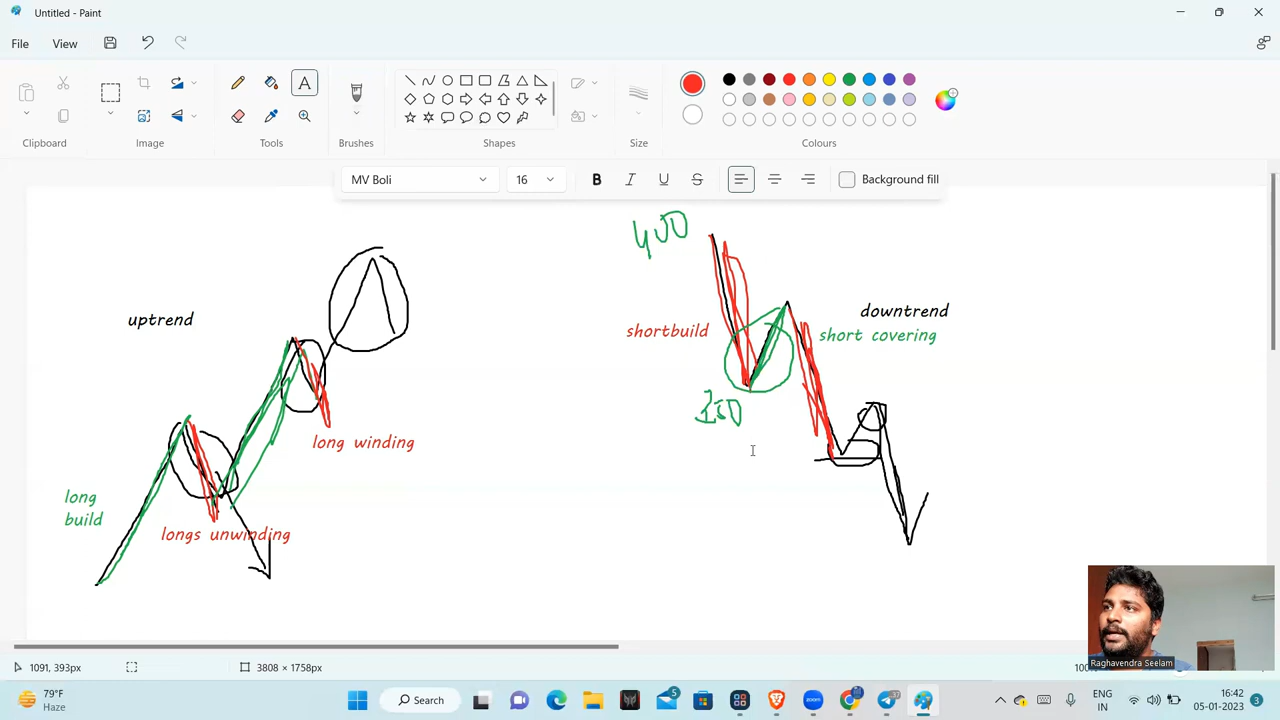 Untitled - Paint
File
View
Clipboard
Image
Tools
Brushes
Shapes
Size
Colours
MV Boli
16
B
I
U
Background fill
400
uptrend
downtrend
shortbuild
short covering
long winding
long
build
longs unwinding
1091, 393px
3808 × 1758px
Raghavendra Seelam
79°F
Haze
Search
5
ENG
IN
16:42
05-01-2023